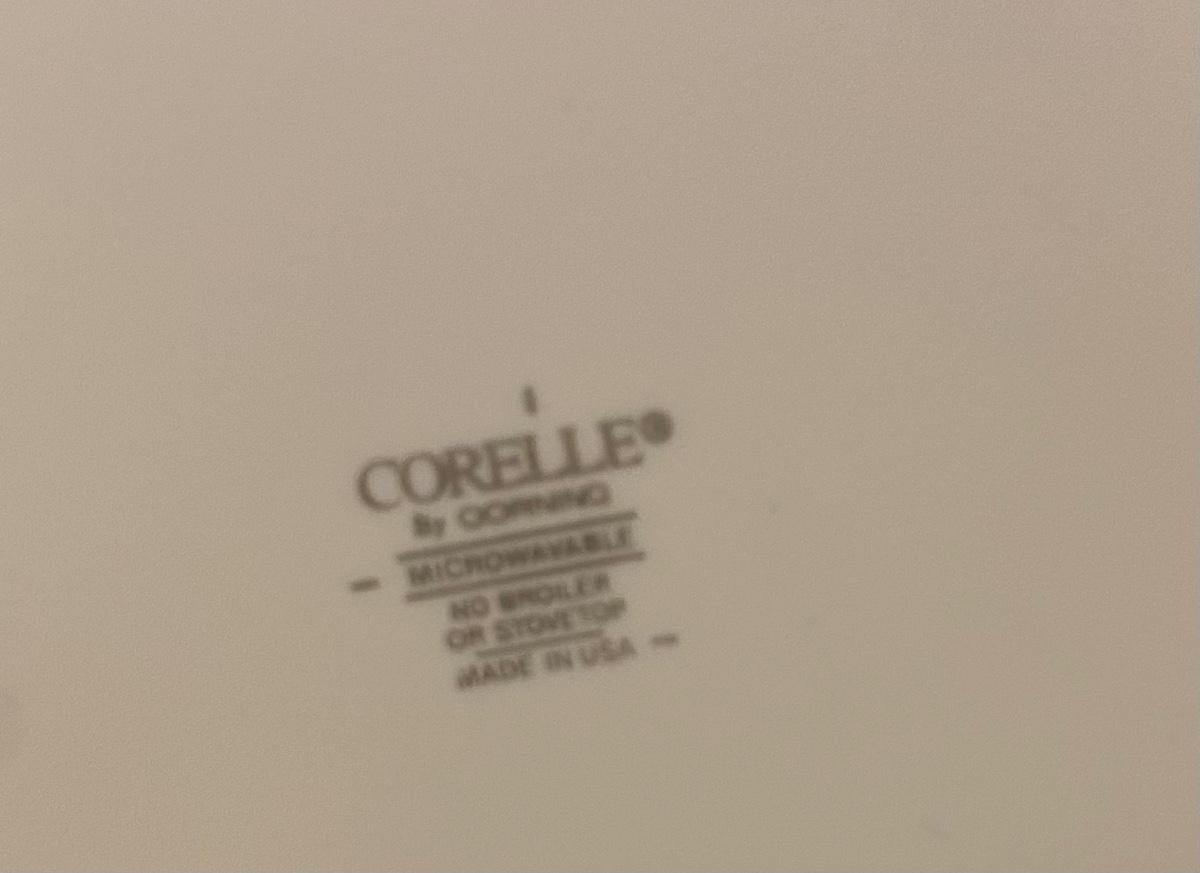 CORELLE®
By CORNING
MICROWAVABLE
NO BROILER
OR STOVETOP
MADE IN USA